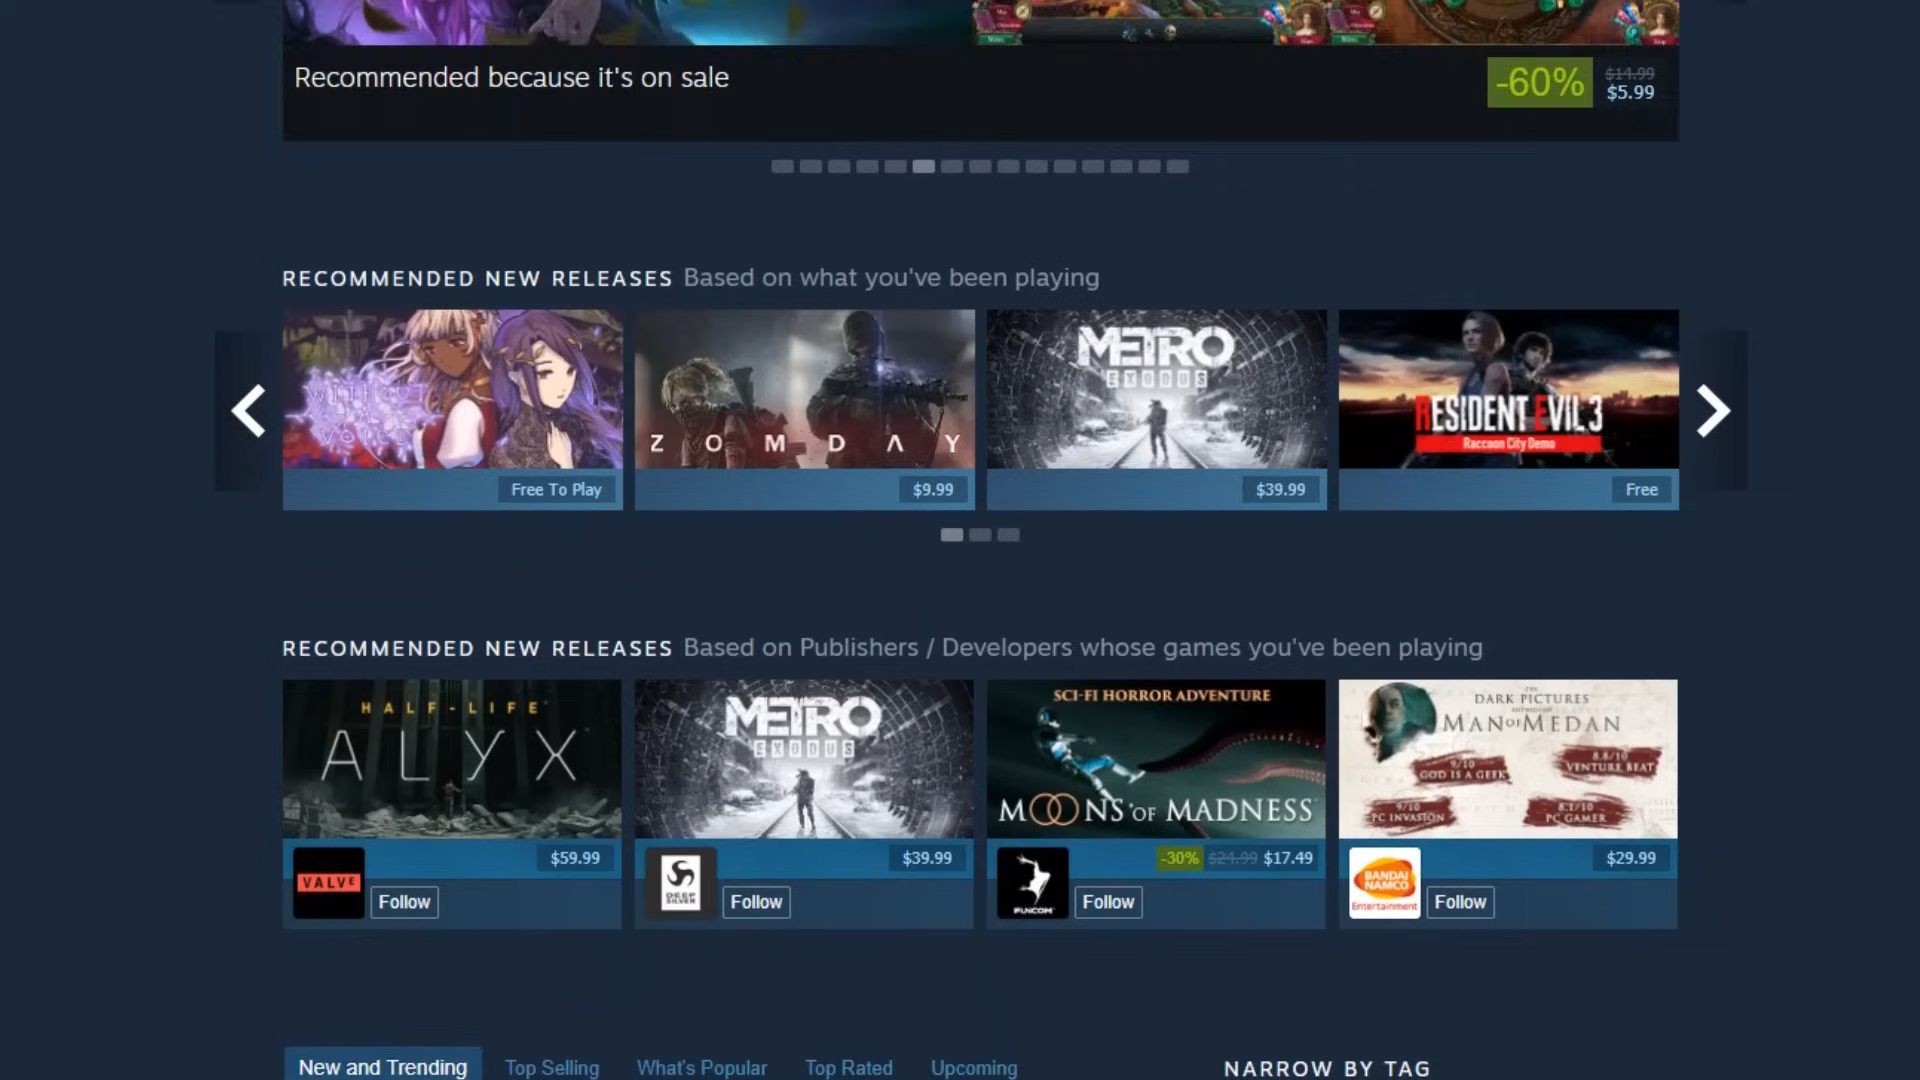 Recommended because it's on sale
-60%
$14.99
$5.99
RECOMMENDED NEW RELEASES Based on what you've been playing
ZOMDAY
METRO
EXODUS
RESIDENT EVIL 3
Raccoon City Demo
Free To Play
$9.99
$39.99
Free
RECOMMENDED NEW RELEASES Based on Publishers / Developers whose games you've been playing
HALF-LIFE
ALYX
METRO
EXODUS
SCI-FI HORROR ADVENTURE
MOONS OF MADNESS
THE
DARK PICTURES
ANTHOLOGY
MAN OF MEDAN
9/10
GOD IS A GEEK
8.8/10
VENTURE BEAT
9/10
PC INVASION
8.1/10
PC GAMER
$59.99
VALVE
Follow
$39.99
DEEP
SILVER
Follow
-30% $24.99 $17.49
FUNCOM
Follow
$29.99
BANDAI
NAMCO
Entertainment
Follow
New and Trending
Top Selling
What's Popular
Top Rated
Upcoming
NARROW BY TAG